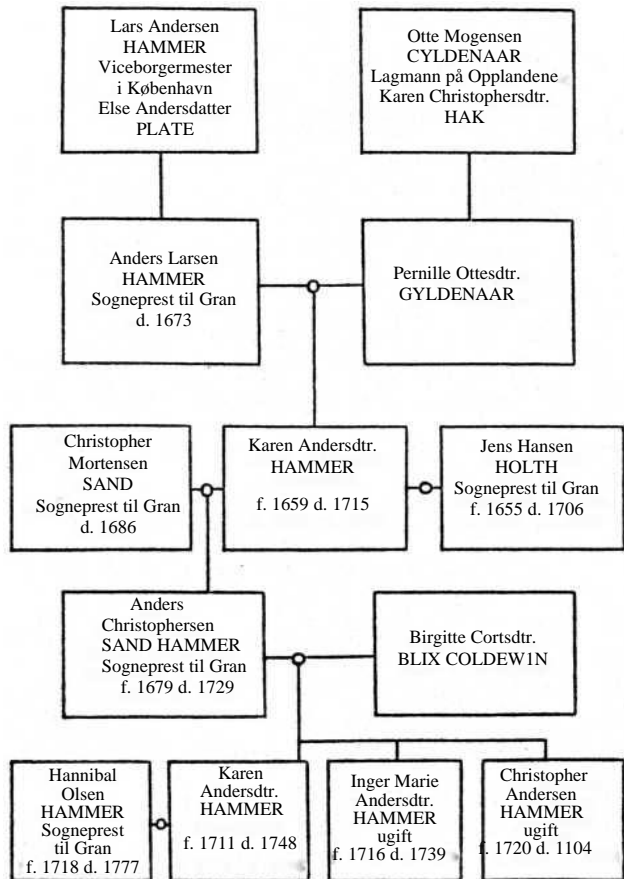 Lars Andersen
HAMMER
Viceborgermester
i København
Else Andersdatter
PLATE
Otte Mogensen
CYLDENAAR
Lagmann på Opplandene
Karen Christophersdtr.
HAK
Anders Larsen
HAMMER
Sogneprest til Gran
d. 1673
Pernille Ottesdtr.
GYLDENAAR
Christopher
Mortensen
SAND
Sogneprest til Gran
d. 1686
Karen Andersdtr.
HAMMER
f. 1659 d. 1715
Jens Hansen
HOLTH
Sogneprest til Gran
f. 1655 d. 1706
Anders
Christophersen
SAND HAMMER
Sogneprest til Gran
f. 1679 d. 1729
Birgitte Cortsdtr.
BLIX COLDEW1N
Hannibal
Olsen
HAMMER
Sogneprest
til Gran
f. 1718 d. 1777
Karen
Andersdtr.
HAMMER
f. 1711 d. 1748
Inger Marie
Andersdtr.
HAMMER
ugift
f. 1716 d. 1739
Christopher
Andersen
HAMMER
ugift
f. 1720 d. 1104